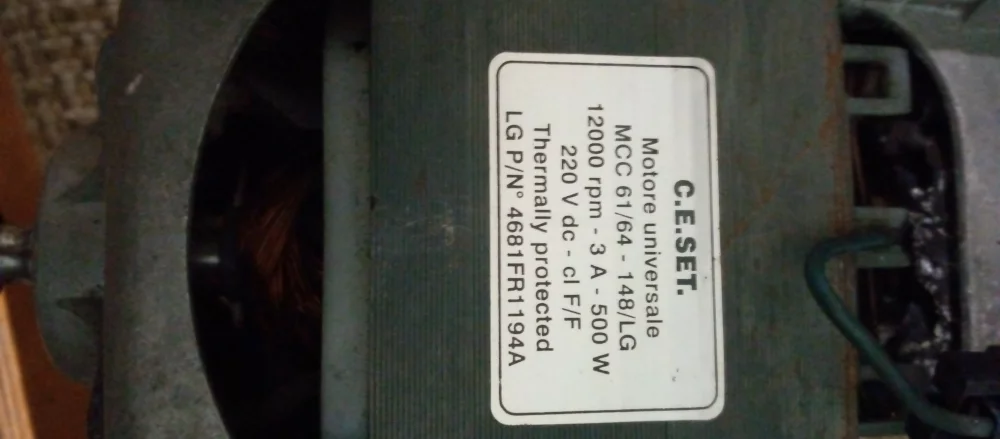 C.E.SET.
Motore universale
MCC 61/64 - 148/LG
12000 rpm - 3 A - 500 W
220 V dc - cl F/F
Thermally protected
LG P/N° 4681FR1194A